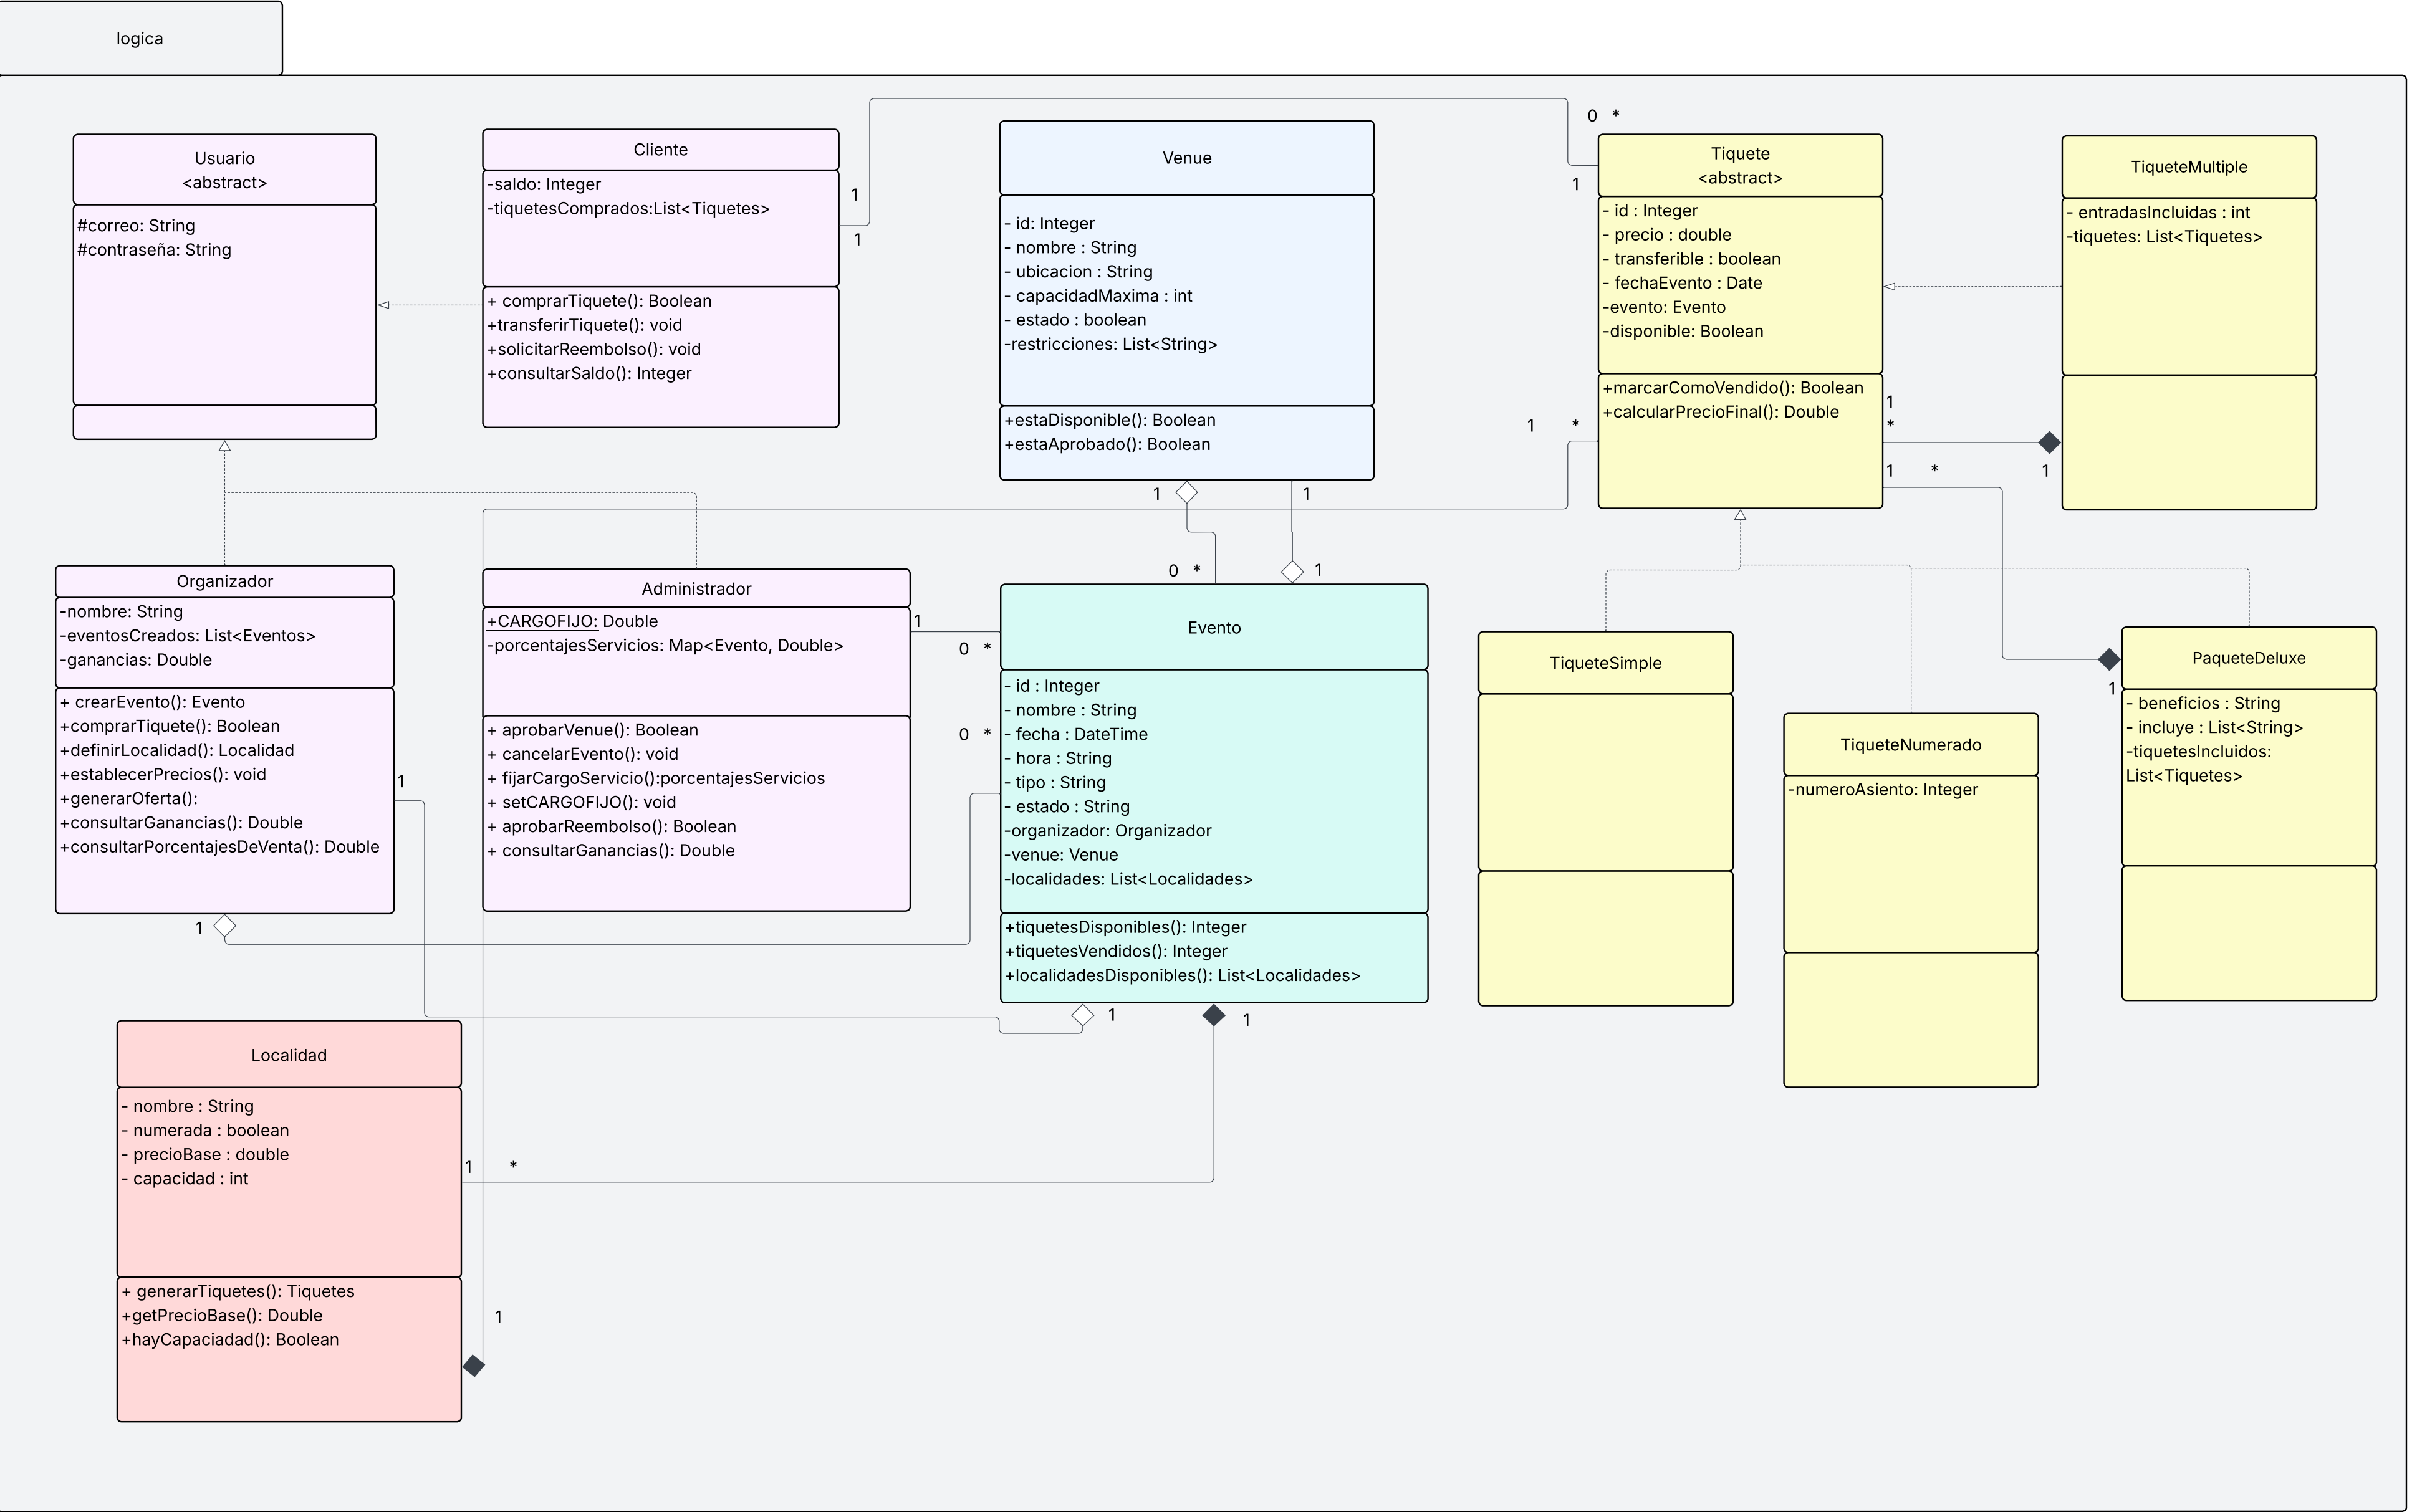 logica
Usuario
<abstract>
#correo: String
#contraseña: String
Cliente
-saldo: Integer
-tiquetesComprados:List<Tiquetes>
+ comprarTiquete(): Boolean
+transferirTiquete(): void
+solicitarReembolso(): void
+consultarSaldo(): Integer
1
1
Venue
- id: Integer
- nombre : String
- ubicacion : String
- capacidadMaxima : int
- estado : boolean
-restricciones: List<String>
+estaDisponible(): Boolean
+estaAprobado(): Boolean
0 *
1
Tiquete
<abstract>
- id : Integer
- precio : double
- transferible : boolean
- fechaEvento : Date
-evento: Evento
-disponible: Boolean
+marcarComoVendido(): Boolean
+calcularPrecioFinal(): Double
1 *
1
*
1 *
1
TiqueteMultiple
- entradasIncluidas : int
-tiquetes: List<Tiquetes>
1
1
0 *
1
Organizador
-nombre: String
-eventosCreados: List<Eventos>
-ganancias: Double
+ crearEvento(): Evento
+comprarTiquete(): Boolean
+definirLocalidad(): Localidad
+establecerPrecios(): void
+generarOferta():
+consultarGanancias(): Double
+consultarPorcentajesDeVenta(): Double
1
1
Administrador
+CARGOFIJO: Double
-porcentajesServicios: Map<Evento, Double>
+ aprobarVenue(): Boolean
+ cancelarEvento(): void
+ fijarCargoServicio():porcentajesServicios
+ setCARGOFIJO(): void
+ aprobarReembolso(): Boolean
+ consultarGanancias(): Double
1
0 *
0 *
Evento
- id : Integer
- nombre : String
- fecha : DateTime
- hora : String
- tipo : String
- estado : String
-organizador: Organizador
-venue: Venue
-localidades: List<Localidades>
+tiquetesDisponibles(): Integer
+tiquetesVendidos(): Integer
+localidadesDisponibles(): List<Localidades>
1
1
TiqueteSimple
TiqueteNumerado
-numeroAsiento: Integer
1
PaqueteDeluxe
- beneficios : String
- incluye : List<String>
-tiquetesIncluidos:
List<Tiquetes>
Localidad
- nombre : String
- numerada : boolean
- precioBase : double
- capacidad : int
+ generarTiquetes(): Tiquetes
+getPrecioBase(): Double
+hayCapaciadad(): Boolean
1 *
1